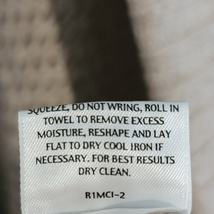 SQUEEZE, DO NOT WRING, ROLL IN
TOWEL TO REMOVE EXCESS
MOISTURE, RESHAPE AND LAY
FLAT TO DRY COOL IRON IF
NECESSARY. FOR BEST RESULTS
DRY CLEAN.
R1MCI-2